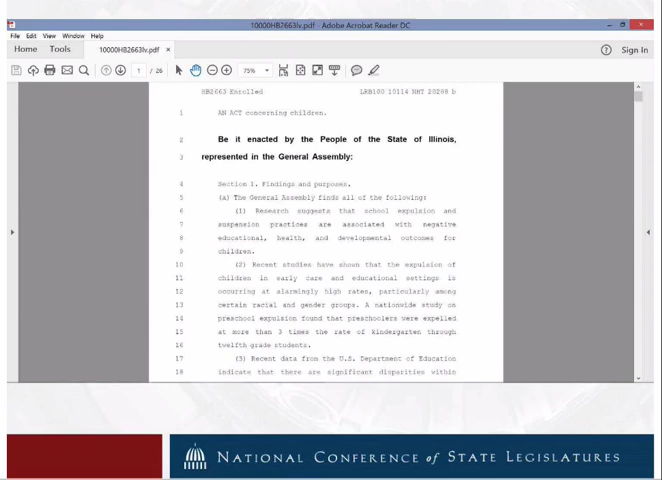 10000HB2663lv.pdf - Adobe Acrobat Reader DC
File Edit View Window Help
Home Tools 10000HB2663lv.pdf × ? Sign In
1 / 26 75%
HB2663 Enrolled LRB100 10114 NHT 20288 b
1 AN ACT concerning children.
2 Be it enacted by the People of the State of Illinois,
3 represented in the General Assembly:
4 Section 1. Findings and purposes.
5 (a) The General Assembly finds all of the following:
6 (1) Research suggests that school expulsion and
7 suspension practices are associated with negative
8 educational, health, and developmental outcomes for
9 children.
10 (2) Recent studies have shown that the expulsion of
11 children in early care and educational settings is
12 occurring at alarmingly high rates, particularly among
13 certain racial and gender groups. A nationwide study on
14 preschool expulsion found that preschoolers were expelled
15 at more than 3 times the rate of kindergarten through
16 twelfth grade students.
17 (3) Recent data from the U.S. Department of Education
18 indicate that there are significant disparities within
NATIONAL CONFERENCE of STATE LEGISLATURES